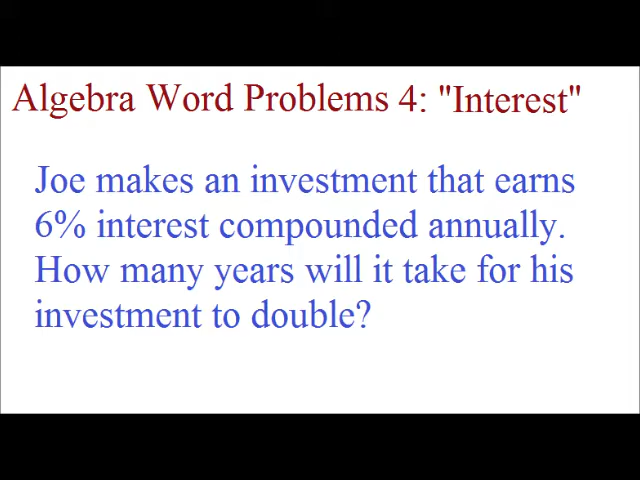 Algebra Word Problems 4: "Interest"
Joe makes an investment that earns
6% interest compounded annually.
How many years will it take for his
investment to double?